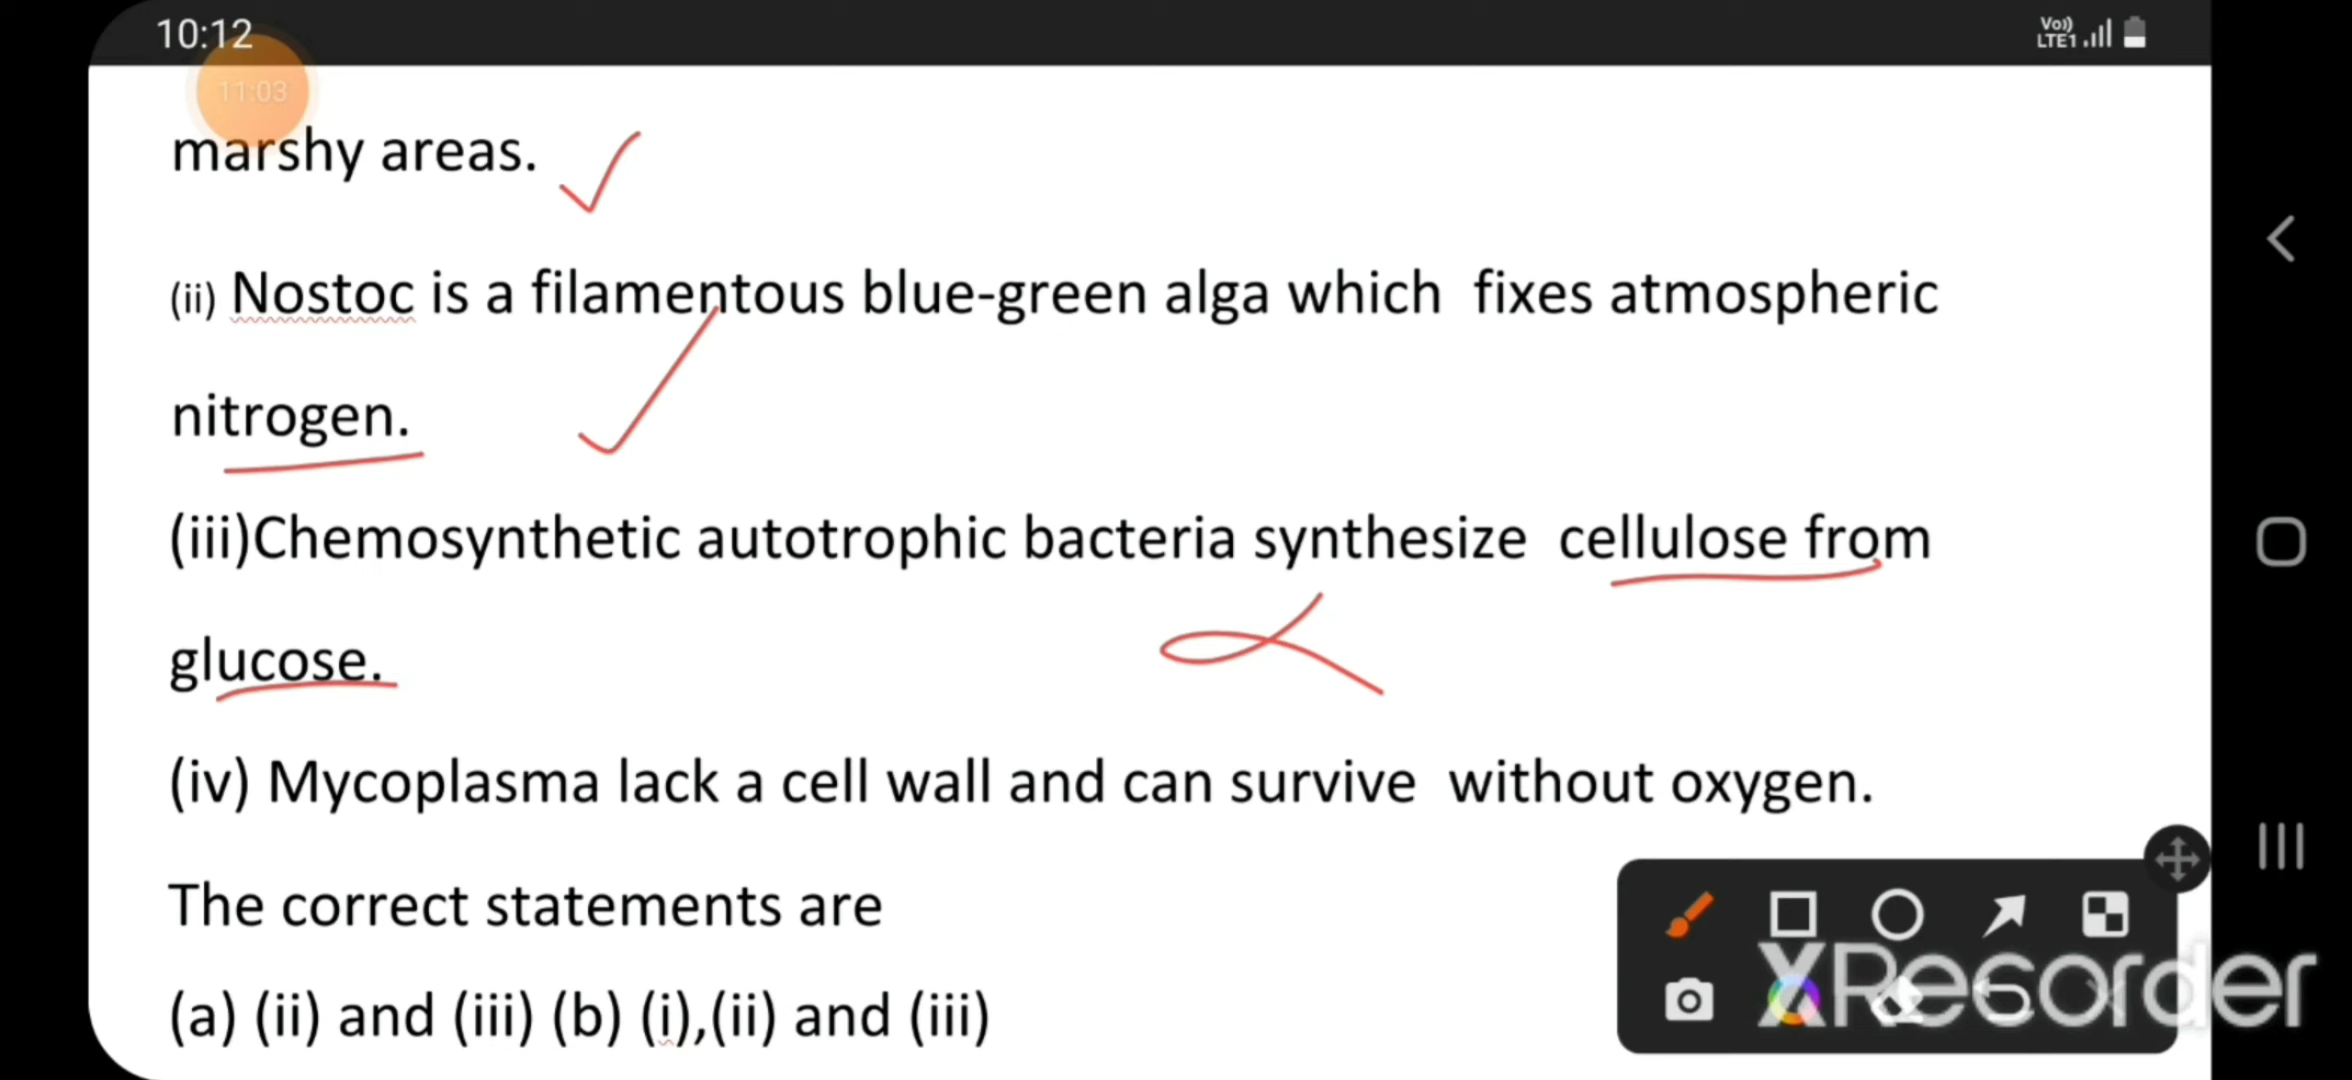 10:12
Vo))
LTE1
11:03
marshy areas.
(ii) Nostoc is a filamentous blue-green alga which fixes atmospheric
nitrogen.
(iii)Chemosynthetic autotrophic bacteria synthesize cellulose from
glucose.
(iv) Mycoplasma lack a cell wall and can survive without oxygen.
The correct statements are
(a) (ii) and (iii) (b) (i),(ii) and (iii)
XRecorder